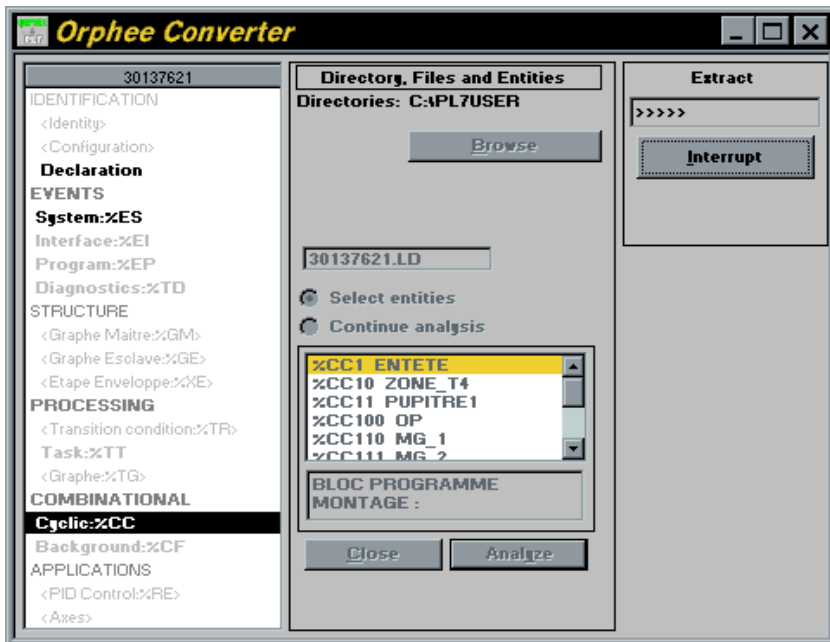 Orphee Converter
30137621
IDENTIFICATION
<Identity>
<Configuration>
Declaration
EVENTS
System:%ES
Interface:%EI
Program:%EP
Diagnostics:%TD
STRUCTURE
<Graphe Maitre:%GM>
<Graphe Esclave:%GE>
<Etape Enveloppe:%XE>
PROCESSING
<Transition condition:%TR>
Task:%TT
<Graphe:%TG>
COMBINATIONAL
Cyclic:%CC
Background:%CF
APPLICATIONS
<PID Control:%RE>
<Axes>
Directory, Files and Entities
Directories: C:\PL7USER
Browse
30137621.LD
Select entities
Continue analysis
%CC1 ENTETE
%CC10 ZONE_T4
%CC11 PUPITRE1
%CC100 OP
%CC110 MG_1
%CC111 MG_2
BLOC PROGRAMME
MONTAGE :
Close
Analyze
Extract
>>>>>
Interrupt